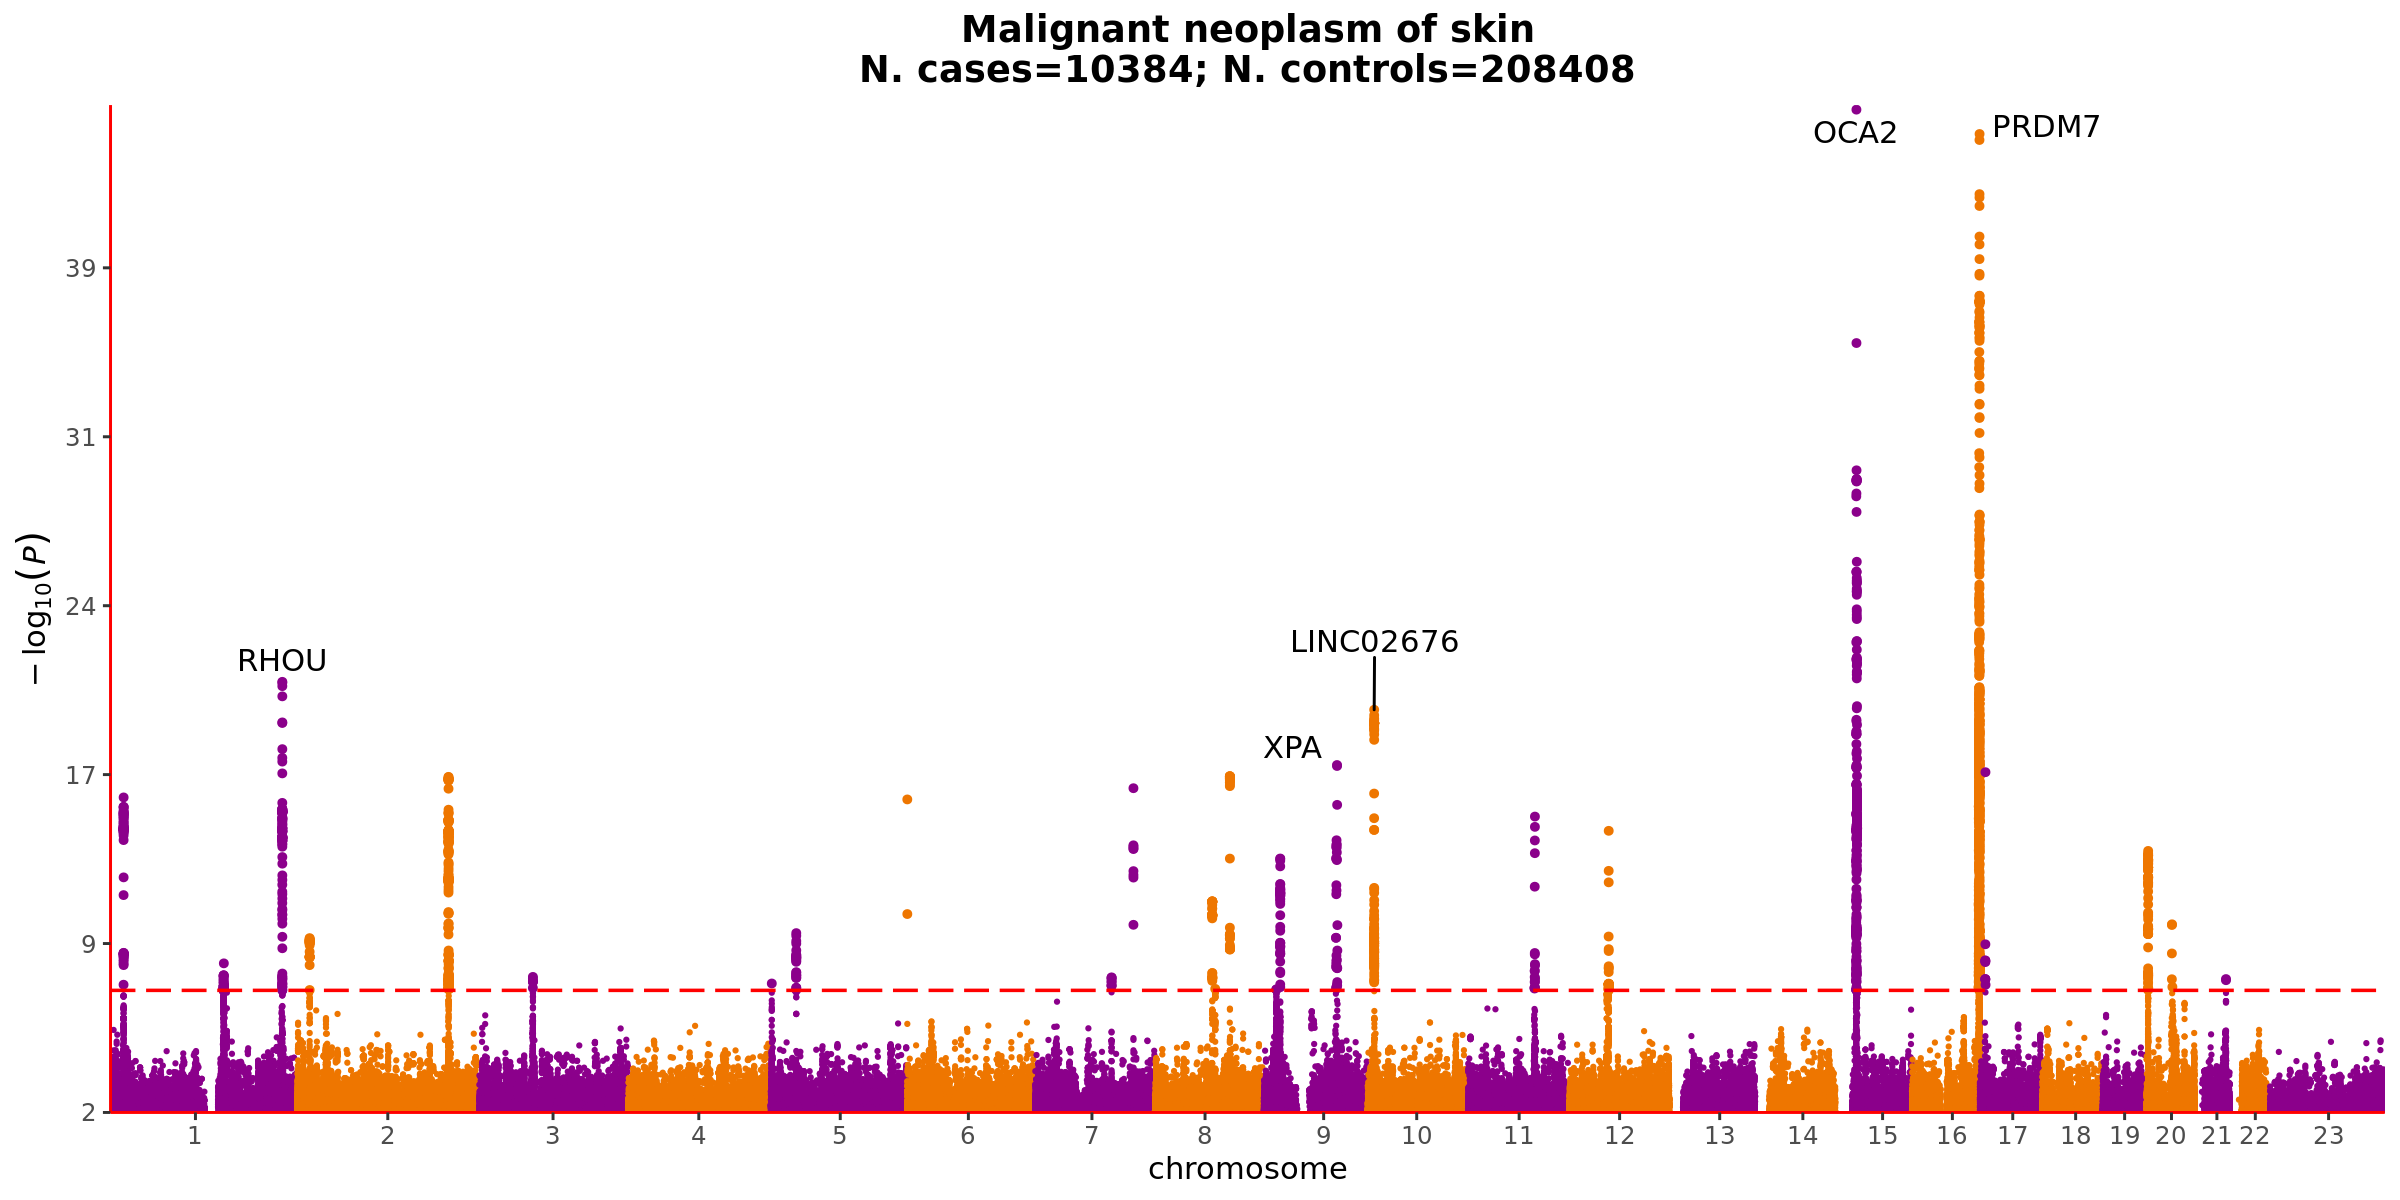 Malignant neoplasm of skin
N. cases=10384; N. controls=208408
OCA2
PRDM7
39
31
24
−log10(P)
LINC02676
RHOU
XPA
17
9
2
1 2 3 4 5 6 7 8 9 10 11 12 13 14 15 16 17 18 19 20 21 22 23
chromosome